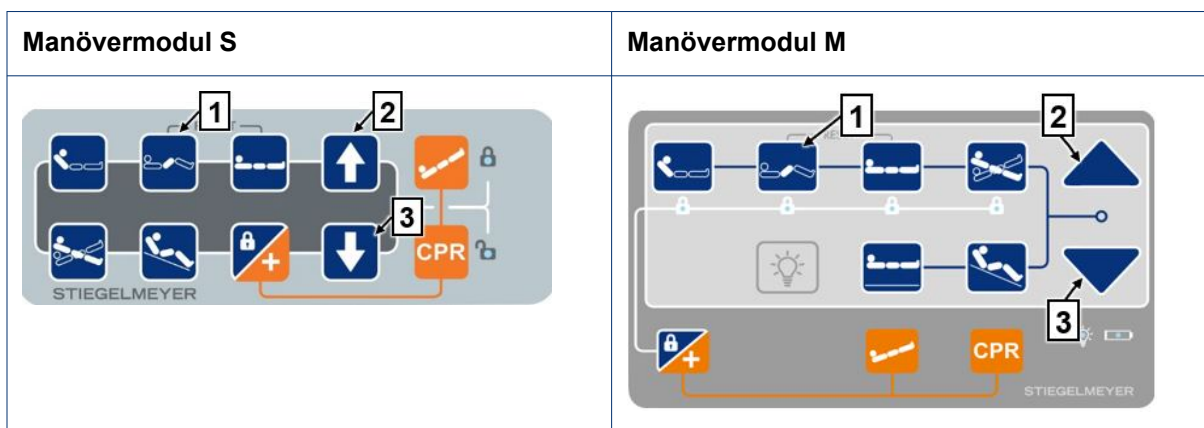 Manövermodul S
Manövermodul M
1
2
3
CPR
STIEGELMEYER
1
2
3
CPR
STIEGELMEYER